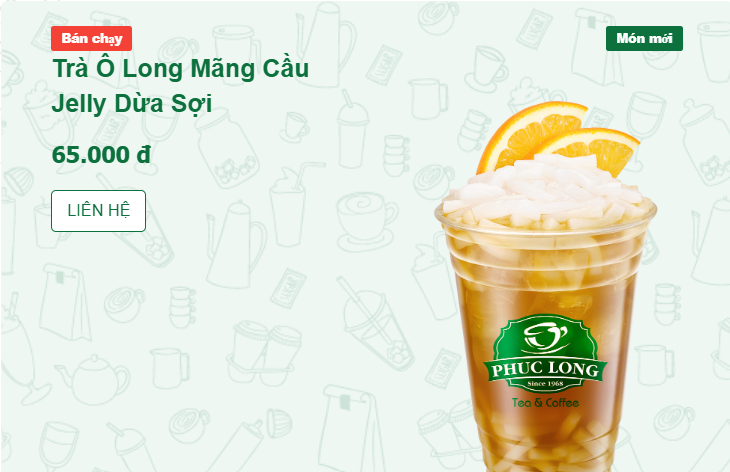 Bán chạy
Món mới
Trà Ô Long Mãng Cầu
Jelly Dừa Sợi
65.000 đ
LIÊN HỆ
PHUC LONG
Since 1968
Tea & Coffee